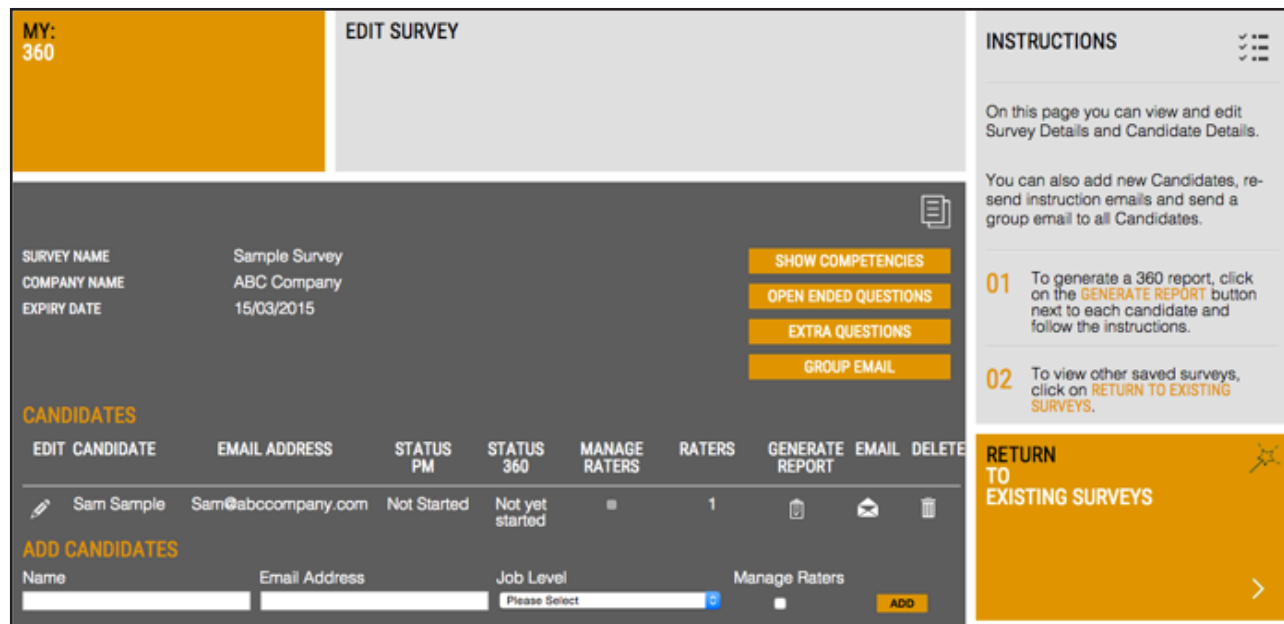 MY:
360
EDIT SURVEY
SURVEY NAME Sample Survey
COMPANY NAME ABC Company
EXPIRY DATE 15/03/2015
SHOW COMPETENCIES
OPEN ENDED QUESTIONS
EXTRA QUESTIONS
GROUP EMAIL
CANDIDATES
EDIT CANDIDATE EMAIL ADDRESS STATUS PM STATUS 360 MANAGE RATERS RATERS GENERATE REPORT EMAIL DELETE
Sam Sample Sam@abccompany.com Not Started Not yet started 1
ADD CANDIDATES
Name Email Address Job Level Manage Raters
Please Select ADD
INSTRUCTIONS
On this page you can view and edit
Survey Details and Candidate Details.
You can also add new Candidates, re-
send instruction emails and send a
group email to all Candidates.
01 To generate a 360 report, click
on the GENERATE REPORT button
next to each candidate and
follow the instructions.
02 To view other saved surveys,
click on RETURN TO EXISTING
SURVEYS.
RETURN
TO
EXISTING SURVEYS